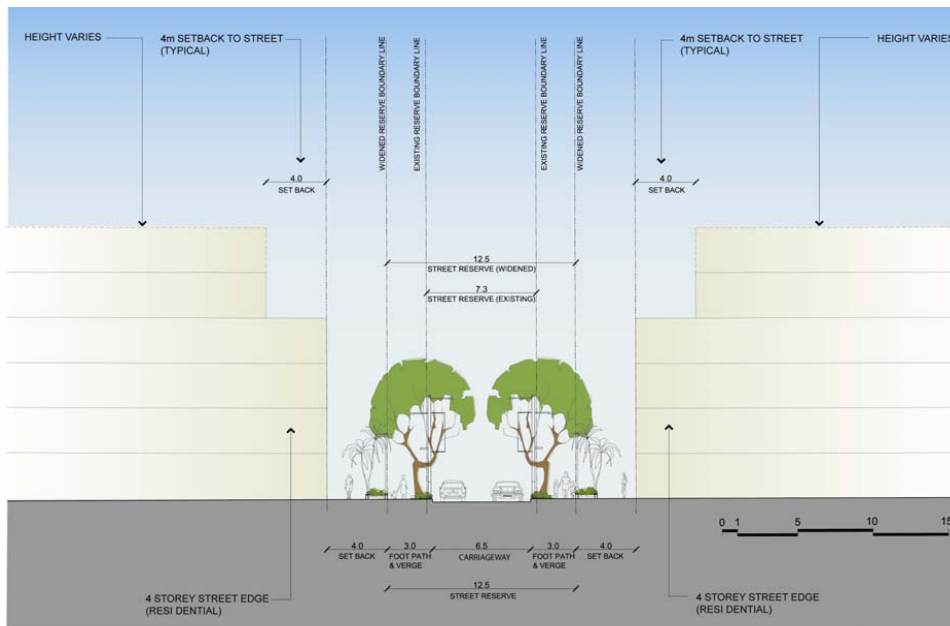 HEIGHT VARIES
4m SETBACK TO STREET
(TYPICAL)
WIDENED RESERVE BOUNDARY LINE
EXISTING RESERVE BOUNDARY LINE
EXISTING RESERVE BOUNDARY LINE
WIDENED RESERVE BOUNDARY LINE
4m SETBACK TO STREET
(TYPICAL)
HEIGHT VARIES
4.0
SET BACK
4.0
SET BACK
12.5
STREET RESERVE (WIDENED)
7.3
STREET RESERVE (EXISTING)
0 1 5 10 15
4.0
SET BACK
3.0
FOOT PATH
& VERGE
6.5
CARRIAGEWAY
3.0
FOOT PATH
& VERGE
4.0
SET BACK
12.5
STREET RESERVE
4 STOREY STREET EDGE
(RESI DENTIAL)
4 STOREY STREET EDGE
(RESI DENTIAL)